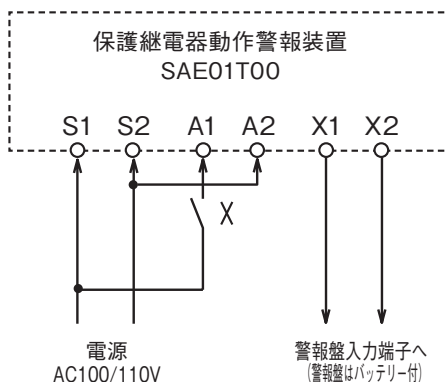 保護継電器動作警報装置
SAE01T00
S1 S2 A1 A2 X1 X2
X
電源
AC100/110V
警報盤入力端子へ
(警報盤はバッテリー付)